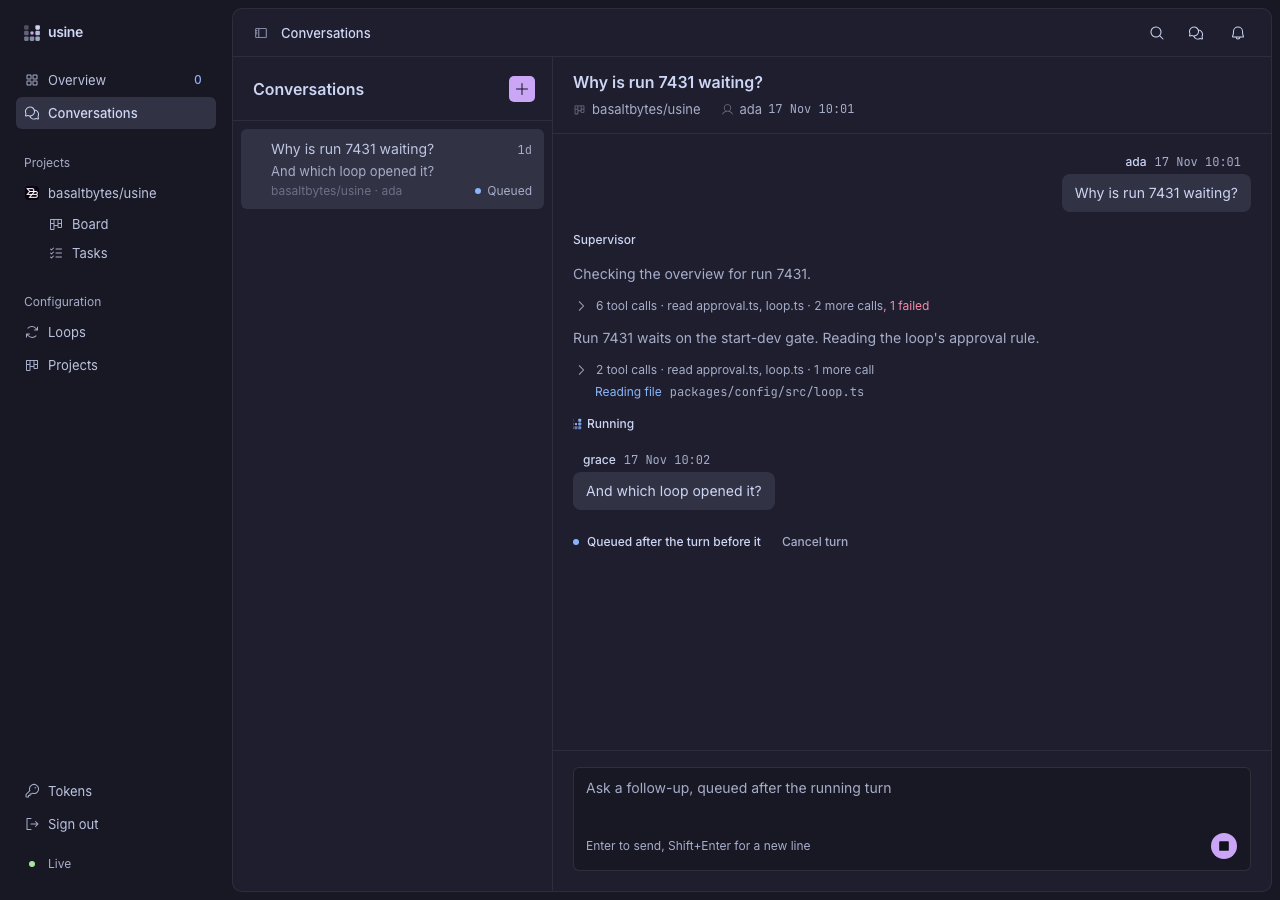 usine
Overview 0
Conversations
Projects
basaltbytes/usine
Board
Tasks
Configuration
Loops
Projects
Tokens
Sign out
Live
Conversations
Conversations
Why is run 7431 waiting? 1d
And which loop opened it?
basaltbytes/usine · ada Queued
Why is run 7431 waiting?
basaltbytes/usine ada 17 Nov 10:01
ada 17 Nov 10:01
Why is run 7431 waiting?
Supervisor
Checking the overview for run 7431.
6 tool calls · read approval.ts, loop.ts · 2 more calls, 1 failed
Run 7431 waits on the start-dev gate. Reading the loop's approval rule.
2 tool calls · read approval.ts, loop.ts · 1 more call
Reading file packages/config/src/loop.ts
Running
grace 17 Nov 10:02
And which loop opened it?
Queued after the turn before it Cancel turn
Ask a follow-up, queued after the running turn
Enter to send, Shift+Enter for a new line